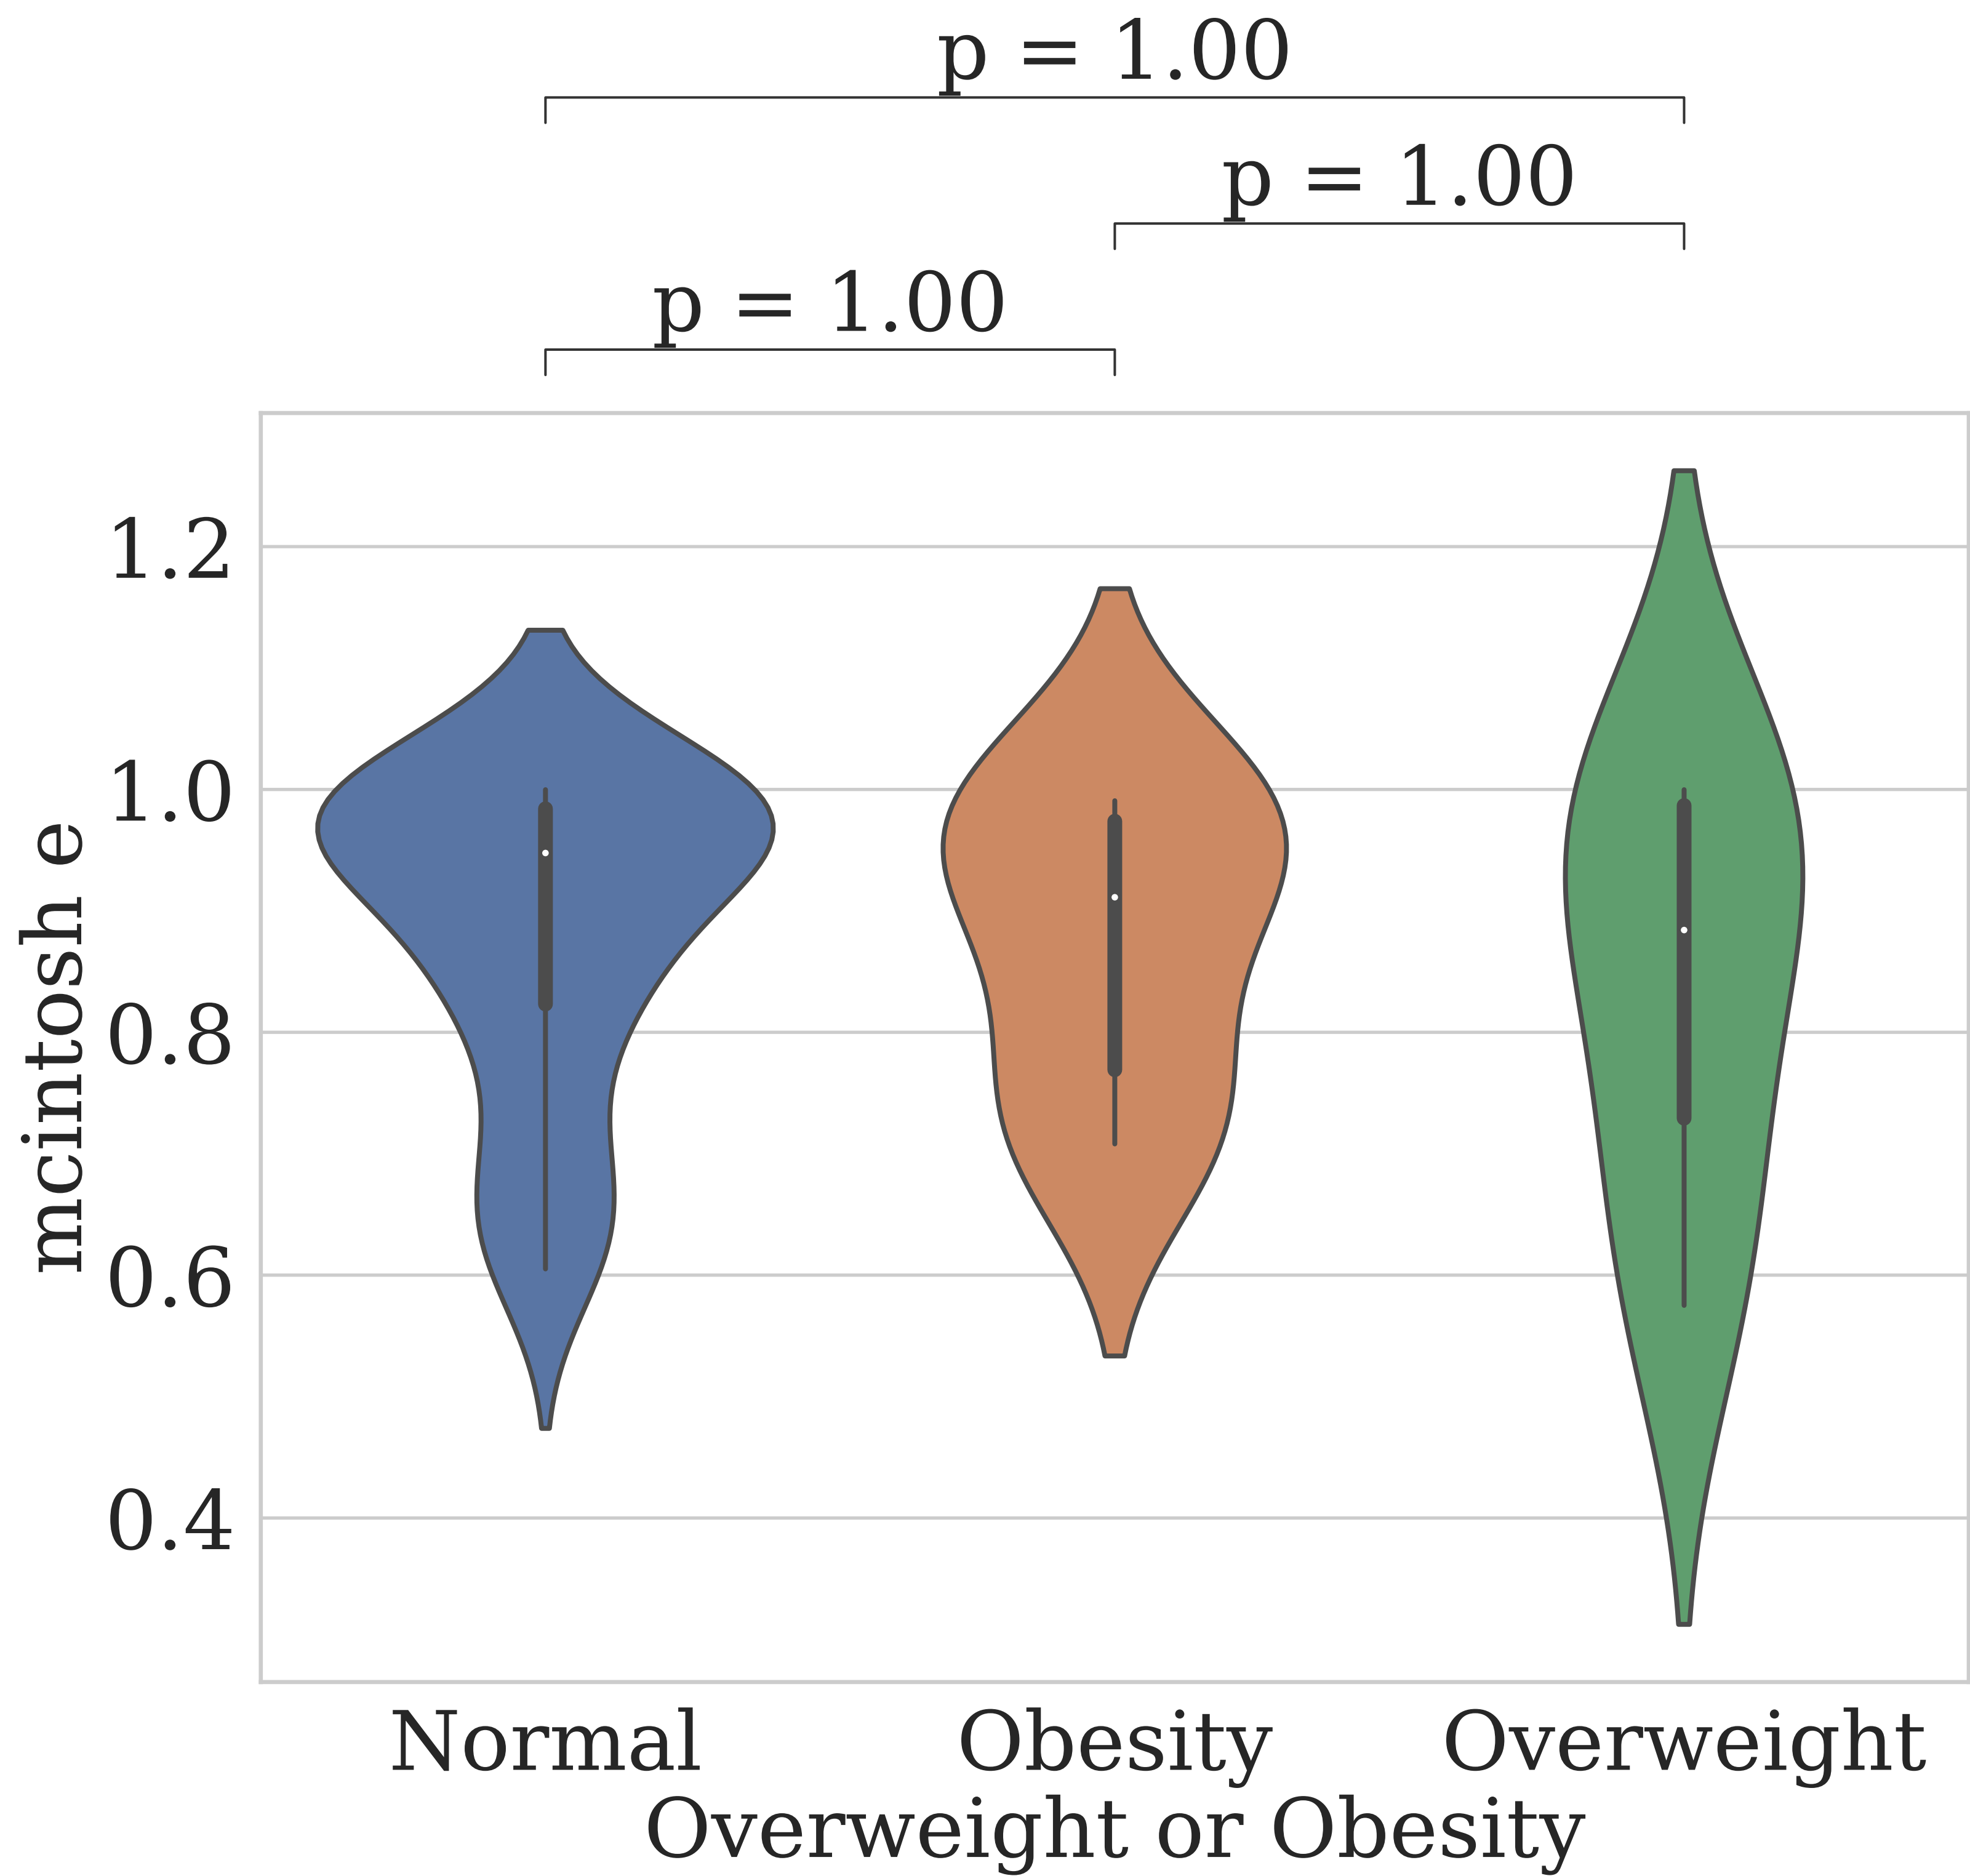 p = 1.00
p = 1.00
p = 1.00
1.2
1.0
0.8
0.6
0.4
mcintosh e
Normal
Obesity
Overweight
Overweight or Obesity